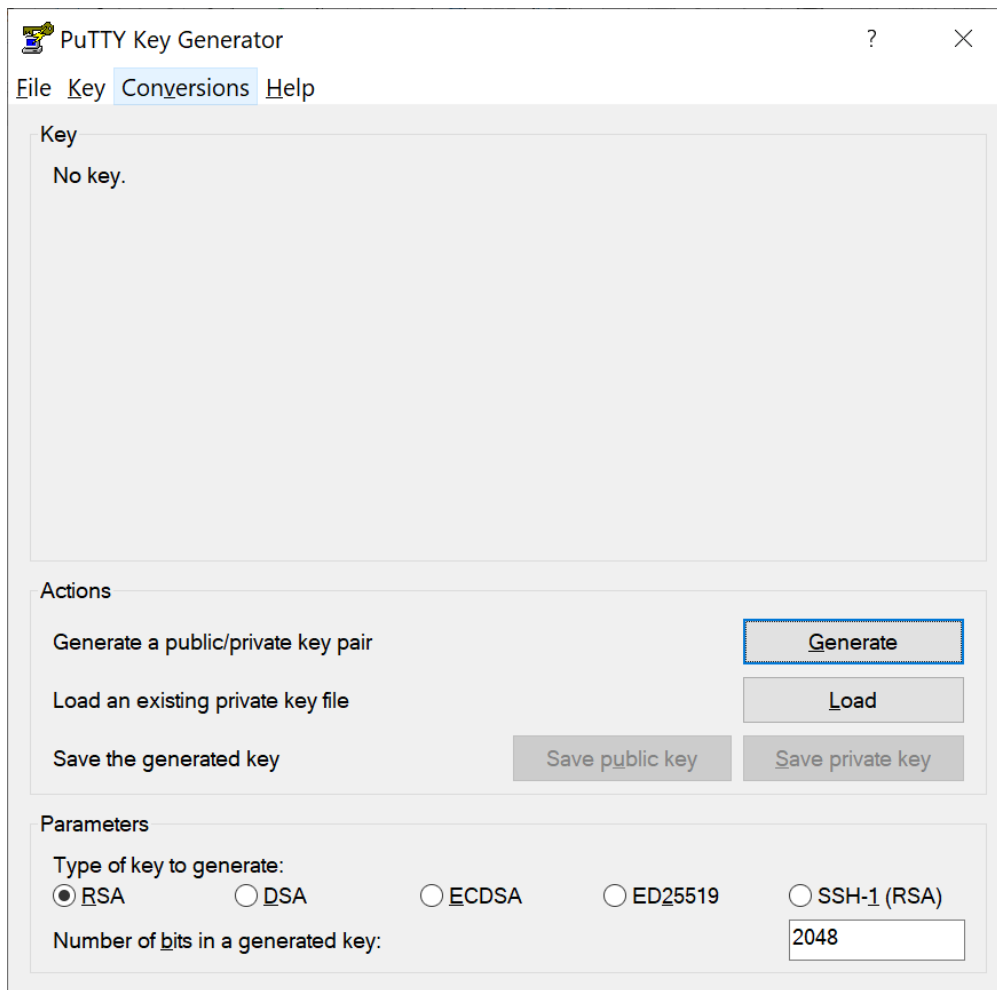 PuTTY Key Generator ?
File Key Conversions Help
Key
No key.
Actions
Generate a public/private key pair Generate
Load an existing private key file Load
Save the generated key Save public key Save private key
Parameters
Type of key to generate:
RSA DSA ECDSA ED25519 SSH-1 (RSA)
Number of bits in a generated key: 2048